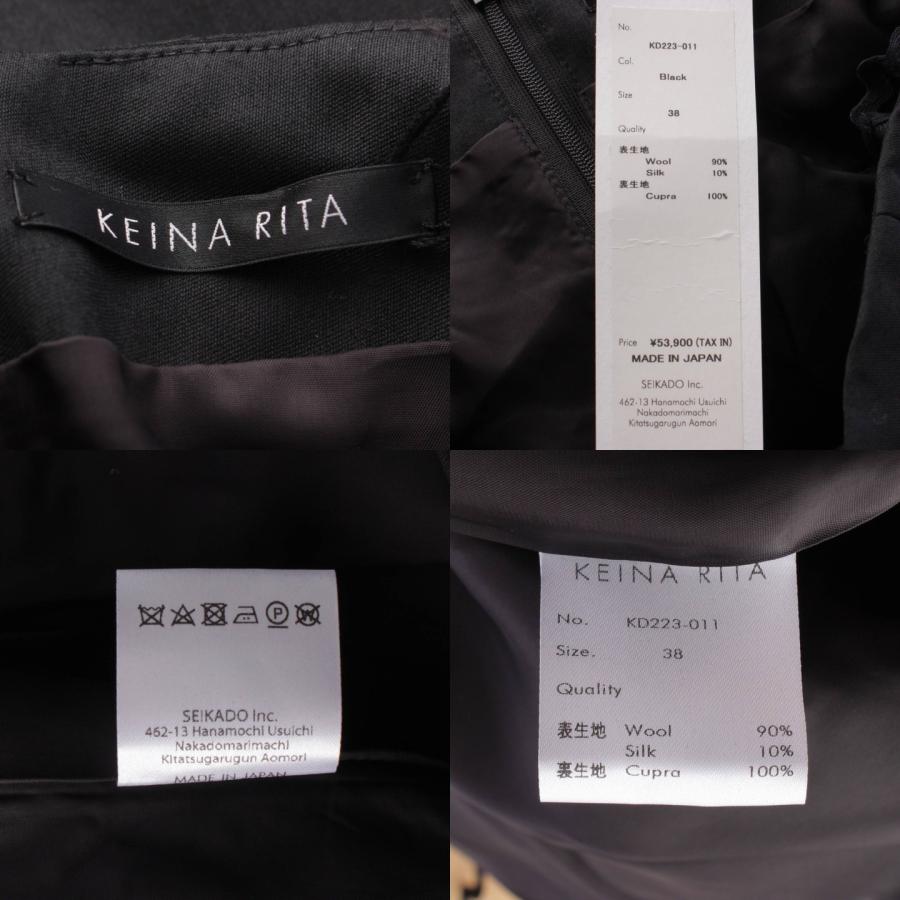 KEINA RITA
No.
KD223-011
Col.
Black
Size
38
Quality
表生地
Wool 90%
Silk 10%
裏生地
Cupra 100%
Price ¥53,900 (TAX IN)
MADE IN JAPAN
SEIKADO Inc.
462-13 Hanamochi Usuichi
Nakadomarimachi
Kitatsugarugun Aomori
SEIKADO Inc.
462-13 Hanamochi Usuichi
Nakadomarimachi
Kitatsugarugun Aomori
MADE IN JAPAN
KEINA RITA
No. KD223-011
Size. 38
Quality
表生地 Wool 90%
Silk 10%
裏生地 Cupra 100%